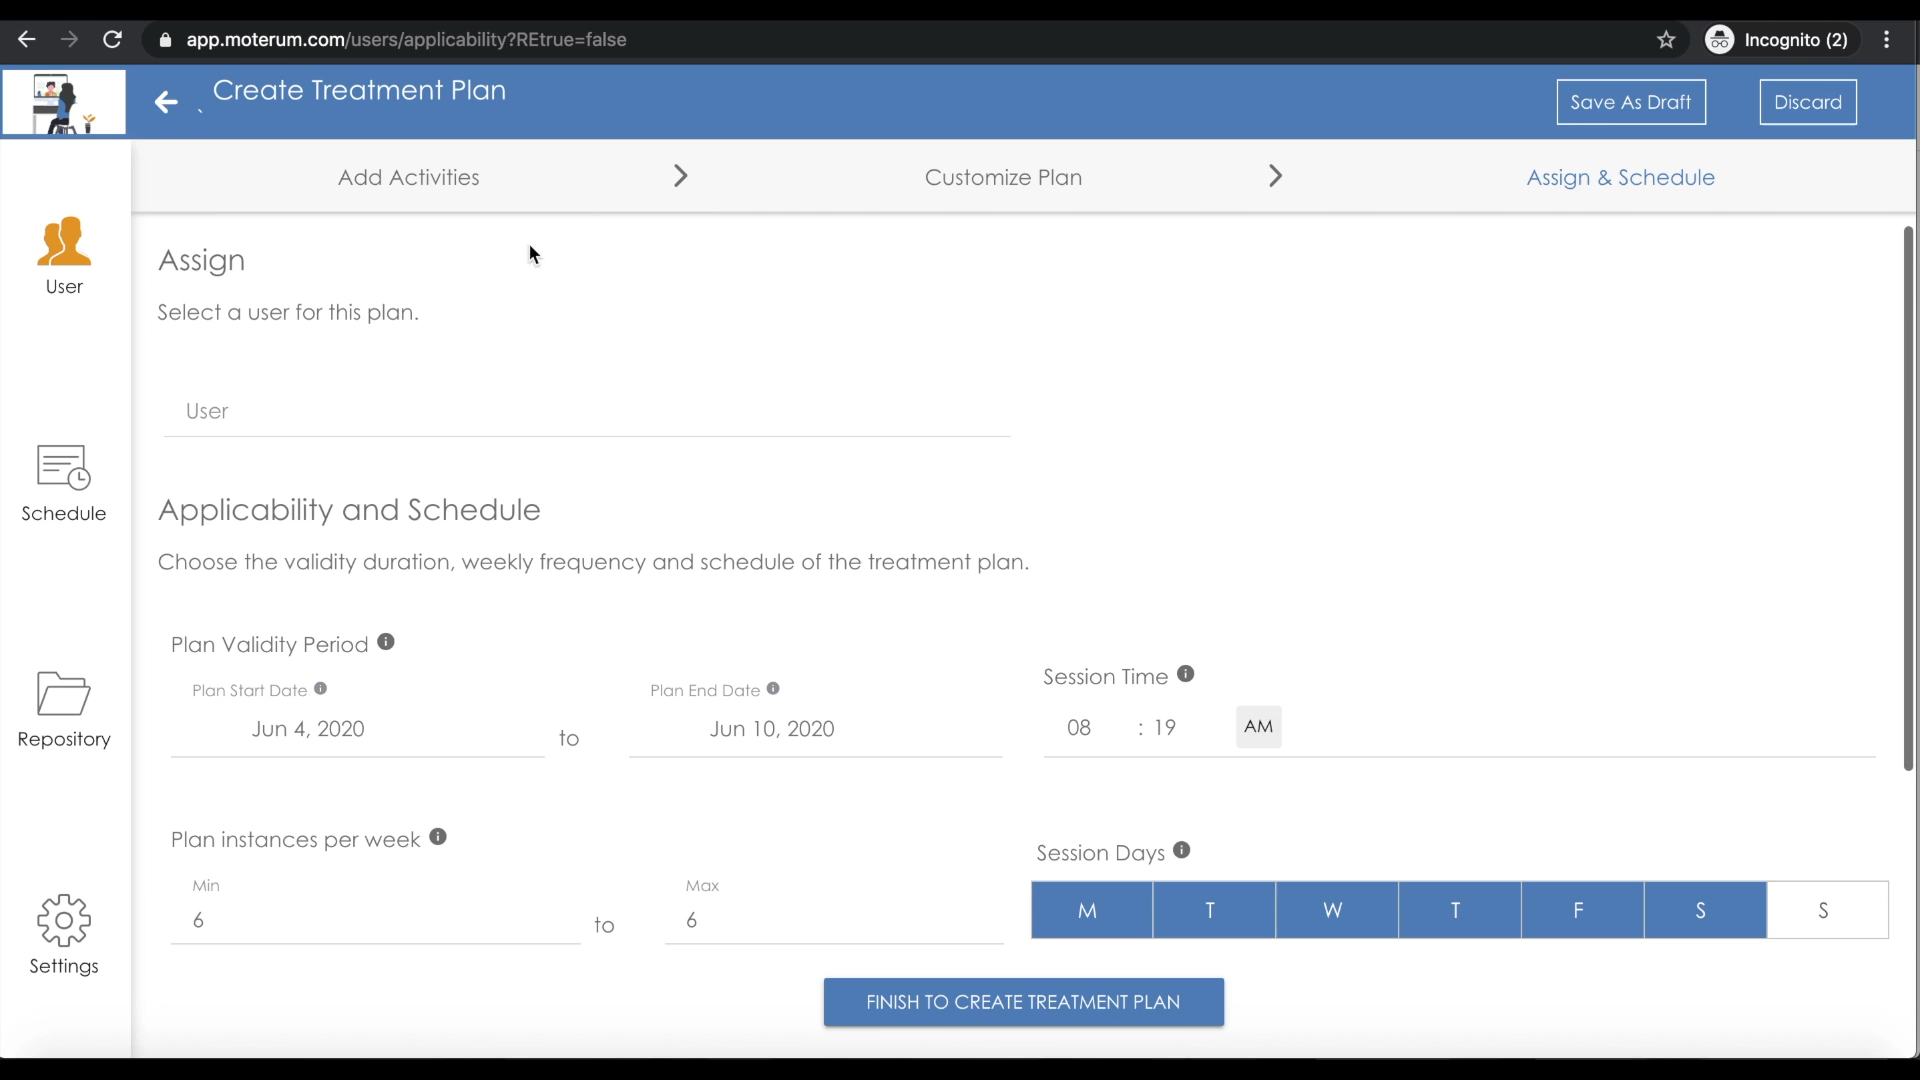 app.moterum.com/users/applicability?REtrue=false
Incognito (2)
Create Treatment Plan
Save As Draft
Discard
Add Activities
Customize Plan
Assign & Schedule
User
Schedule
Repository
Settings
Assign
Select a user for this plan.
User
Applicability and Schedule
Choose the validity duration, weekly frequency and schedule of the treatment plan.
Plan Validity Period
Plan Start Date
Jun 4, 2020
to
Plan End Date
Jun 10, 2020
Session Time
08 : 19 AM
Plan instances per week
Min
6
to
Max
6
Session Days
M T W T F S S
FINISH TO CREATE TREATMENT PLAN